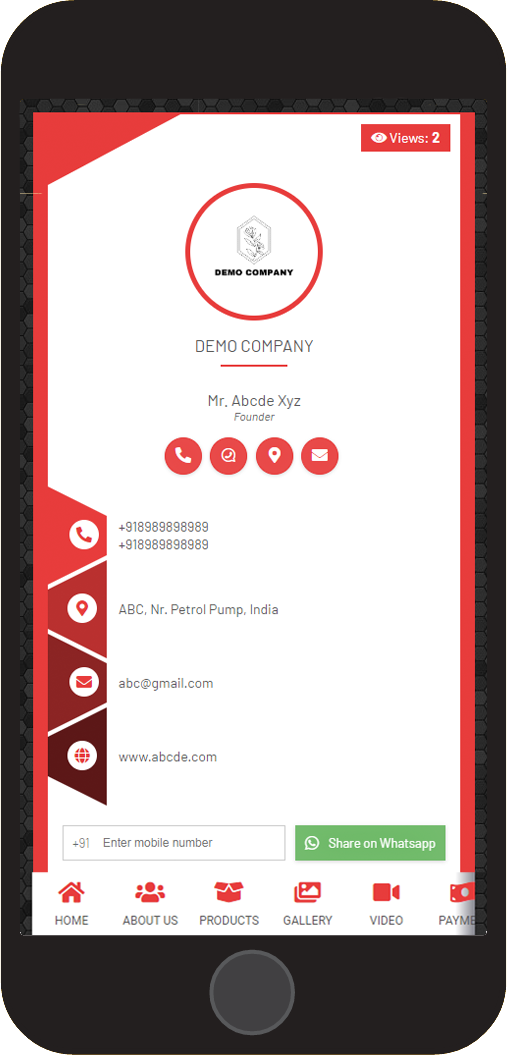 Views: 2
DEMO COMPANY
DEMO COMPANY
Mr. Abcde Xyz
Founder
+918989898989
+918989898989
ABC, Nr. Petrol Pump, India
abc@gmail.com
www.abcde.com
+91 Enter mobile number
Share on Whatsapp
HOME ABOUT US PRODUCTS GALLERY VIDEO PAYME